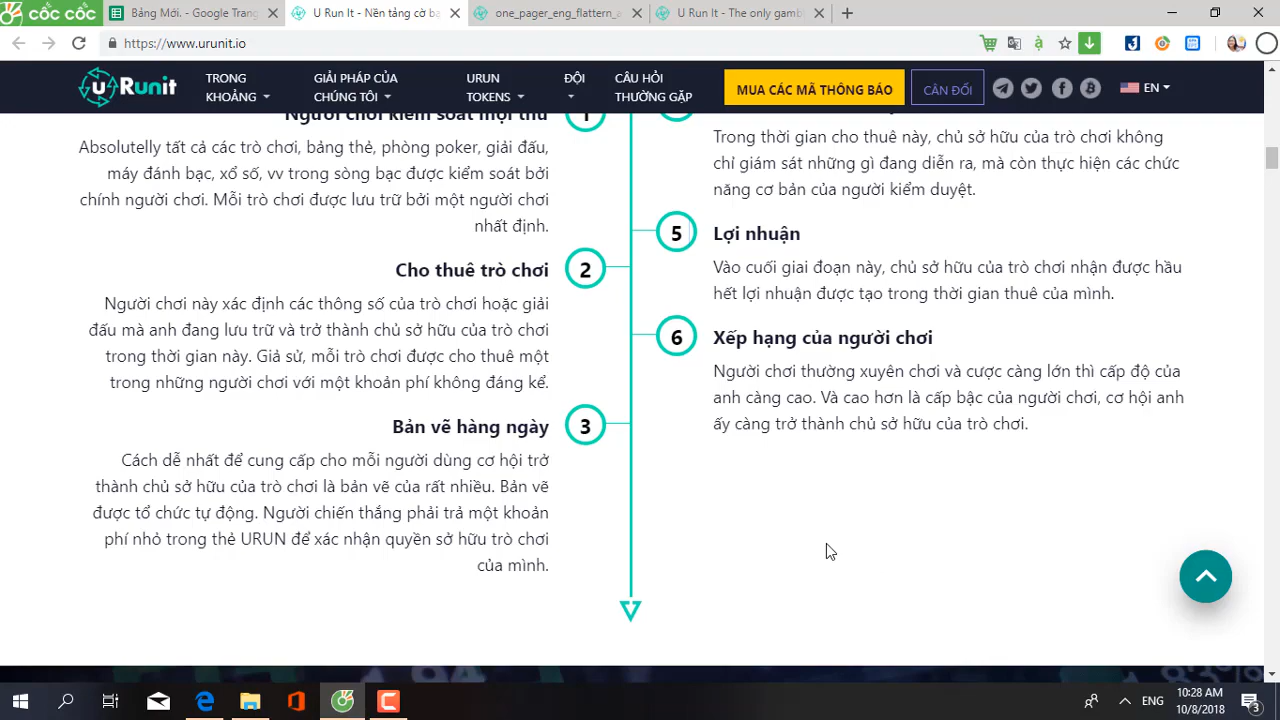 cốc cốc
Bảng Mới. - Google Trang
U Run It - Nền tảng cờ bạ
one_pager_eng_flattern_a
U Run It - The only gamb
https://www.urunit.io
uRunit
TRONG KHOẢNG
GIẢI PHÁP CỦA CHÚNG TÔI
URUN TOKENS
ĐỘI
CÂU HỎI THƯỜNG GẶP
MUA CÁC MÃ THÔNG BÁO
CÂN ĐỐI
EN
Người chơi kiểm soát mọi thứ
1
Absolutelly tất cả các trò chơi, bảng thẻ, phòng poker, giải đấu,
máy đánh bạc, xổ số, vv trong sòng bạc được kiểm soát bởi
chính người chơi. Mỗi trò chơi được lưu trữ bởi một người chơi
nhất định.
Cho thuê trò chơi
2
Người chơi này xác định các thông số của trò chơi hoặc giải
đấu mà anh đang lưu trữ và trở thành chủ sở hữu của trò chơi
trong thời gian này. Giả sử, mỗi trò chơi được cho thuê một
trong những người chơi với một khoản phí không đáng kể.
Bản vẽ hàng ngày
3
Cách dễ nhất để cung cấp cho mỗi người dùng cơ hội trở
thành chủ sở hữu của trò chơi là bản vẽ của rất nhiều. Bản vẽ
được tổ chức tự động. Người chiến thắng phải trả một khoản
phí nhỏ trong thẻ URUN để xác nhận quyền sở hữu trò chơi
của mình.
Trong thời gian cho thuê này, chủ sở hữu của trò chơi không
chỉ giám sát những gì đang diễn ra, mà còn thực hiện các chức
năng cơ bản của người kiểm duyệt.
5
Lợi nhuận
Vào cuối giai đoạn này, chủ sở hữu của trò chơi nhận được hầu
hết lợi nhuận được tạo trong thời gian thuê của mình.
6
Xếp hạng của người chơi
Người chơi thường xuyên chơi và cược càng lớn thì cấp độ của
anh càng cao. Và cao hơn là cấp bậc của người chơi, cơ hội anh
ấy càng trở thành chủ sở hữu của trò chơi.
ENG
10:28 AM
10/8/2018
3